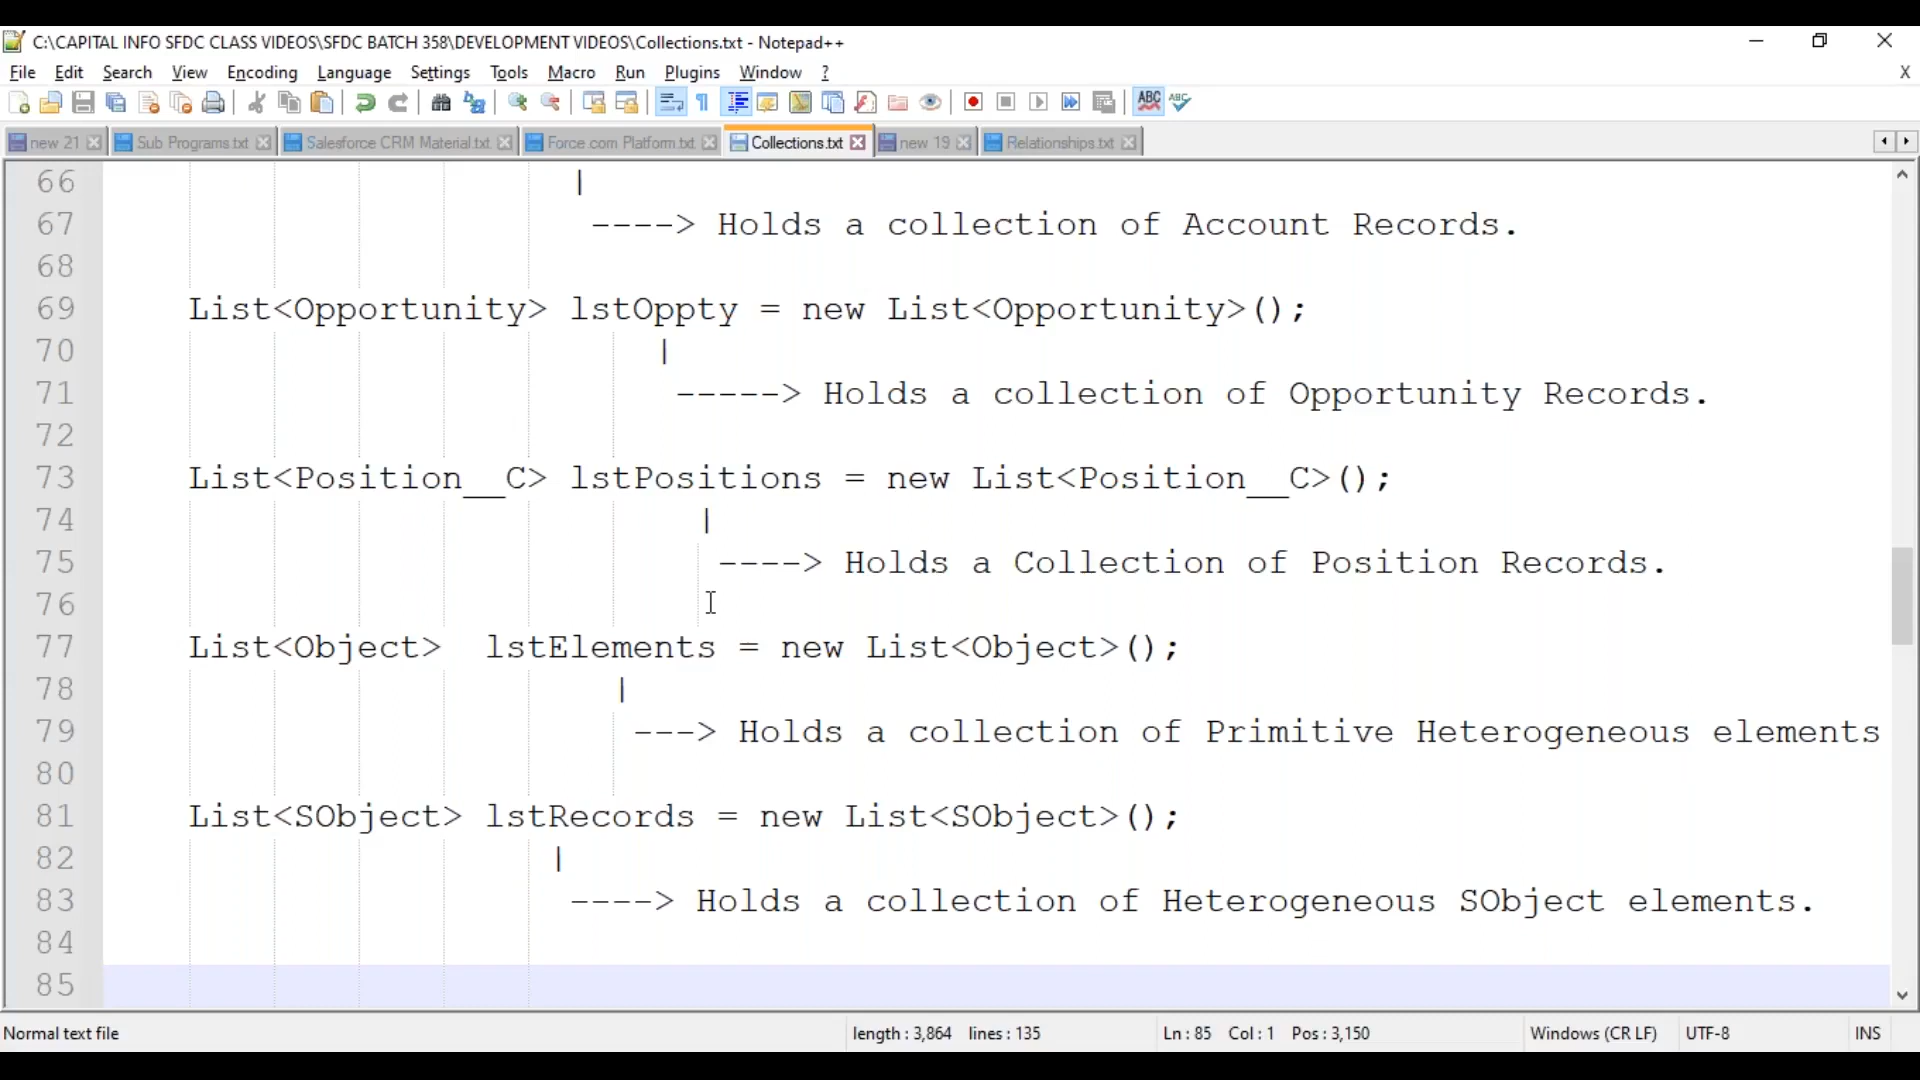 C:\CAPITAL INFO SFDC CLASS VIDEOS\SFDC BATCH 358\DEVELOPMENT VIDEOS\Collections.txt - Notepad++
File Edit Search View Encoding Language Settings Tools Macro Run Plugins Window ? X
new 21 Sub Programs.txt Salesforce CRM Material.txt Force.com Platform.txt Collections.txt new 19 Relationships.txt
66 |
67 ----> Holds a collection of Account Records.
68
69 List<Opportunity> lstOppty = new List<Opportunity>();
70 |
71 -----> Holds a collection of Opportunity Records.
72
73 List<Position__C> lstPositions = new List<Position__C>();
74 |
75 ----> Holds a Collection of Position Records.
76
77 List<Object>  lstElements = new List<Object>();
78 |
79 ---> Holds a collection of Primitive Heterogeneous elements
80
81 List<SObject> lstRecords = new List<SObject>();
82 |
83 ----> Holds a collection of Heterogeneous SObject elements.
84
85
Normal text file length : 3,864 lines : 135 Ln : 85 Col : 1 Pos : 3,150 Windows (CR LF) UTF-8 INS